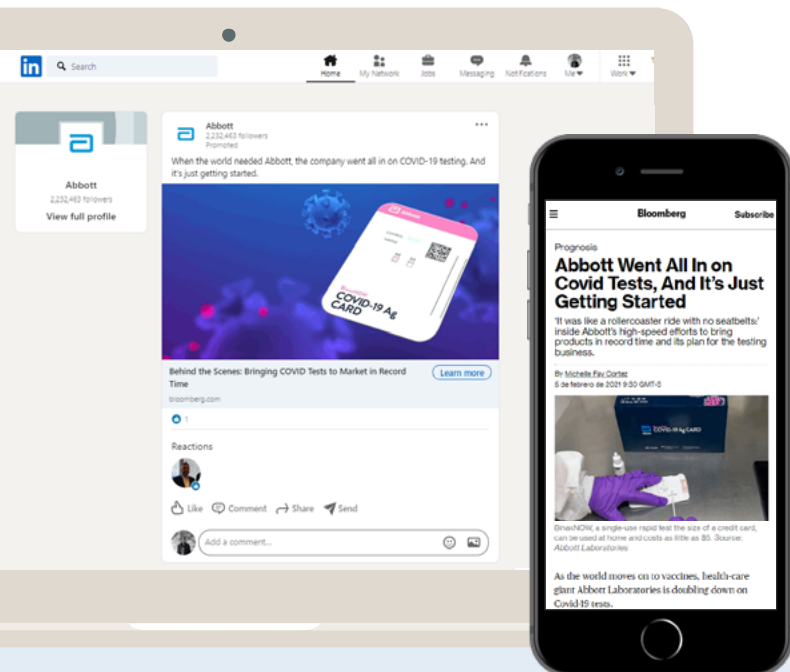 in
Search
Home
My Network
Jobs
Messaging
Notifications
Me
Work
Abbott
2,232,463 followers
View full profile
Abbott
2,232,463 followers
Promoted
When the world needed Abbott, the company went all in on COVID-19 testing. And
it's just getting started.
Abbott
BinaxNOW
COVID-19 Ag
CARD
Behind the Scenes: Bringing COVID Tests to Market in Record
Time
Learn more
bloomberg.com
1
Reactions
Like
Comment
Share
Send
Add a comment...
Bloomberg
Subscribe
Prognosis
Abbott Went All In on
Covid Tests, And It's Just
Getting Started
'It was like a rollercoaster ride with no seatbelts:'
inside Abbott's high-speed efforts to bring
products in record time and its plan for the testing
business.
By Michelle Fay Cortez
5 de febrero de 2021 9:30 GMT-3
COVID-19 Ag CARD
BinaxNOW, a single-use rapid test the size of a credit card,
can be used at home and costs as little as $5. Source:
Abbott Laboratories
As the world moves on to vaccines, health-care
giant Abbott Laboratories is doubling down on
Covid-19 tests.